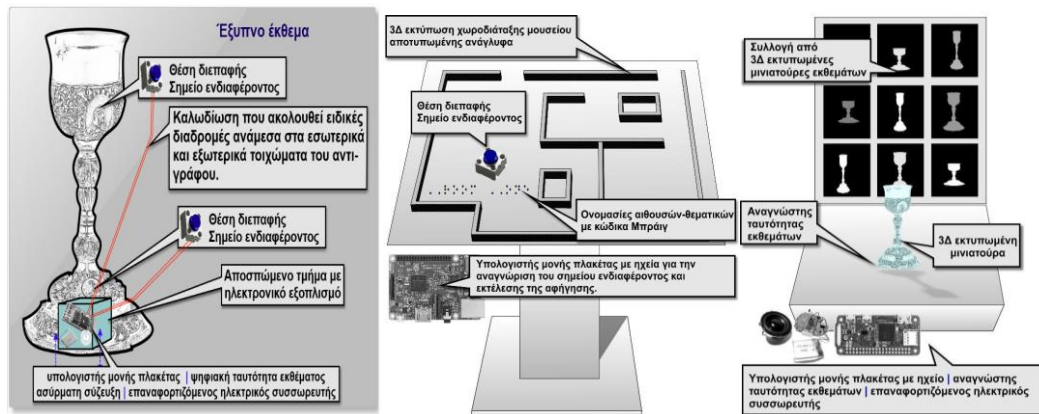 Έξυπνο έκθεμα
Θέση διεπαφής
Σημείο ενδιαφέροντος
Καλωδίωση που ακολουθεί ειδικές
διαδρομές ανάμεσα στα εσωτερικά
και εξωτερικά τοιχώματα του αντι-
γράφου.
Θέση διεπαφής
Σημείο ενδιαφέροντος
Αποσπώμενο τμήμα με
ηλεκτρονικό εξοπλισμό
υπολογιστής μονής πλακέτας | ψηφιακή ταυτότητα εκθέματος
ασύρματη σύζευξη | επαναφορτιζόμενος ηλεκτρικός συσσωρευτής
3Δ εκτύπωση χωροδιάταξης μουσείου
αποτυπωμένης ανάγλυφα
Θέση διεπαφής
Σημείο ενδιαφέροντος
Ονομασίες αιθουσών-θεματικών
με κώδικα Μπράιγ
Υπολογιστής μονής πλακέτας με ηχεία για την
αναγνώριση του σημείου ενδιαφέροντος και
εκτέλεσης της αφήγησης.
Συλλογή από
3Δ εκτυπωμένες
μινιατούρες εκθεμάτων
Αναγνώστης
ταυτότητας
εκθεμάτων
3Δ εκτυπωμένη
μινιατούρα
Υπολογιστής μονής πλακέτας με ηχείο | αναγνώστης
ταυτότητας εκθεμάτων | επαναφορτιζόμενος ηλεκτρικός
συσσωρευτής